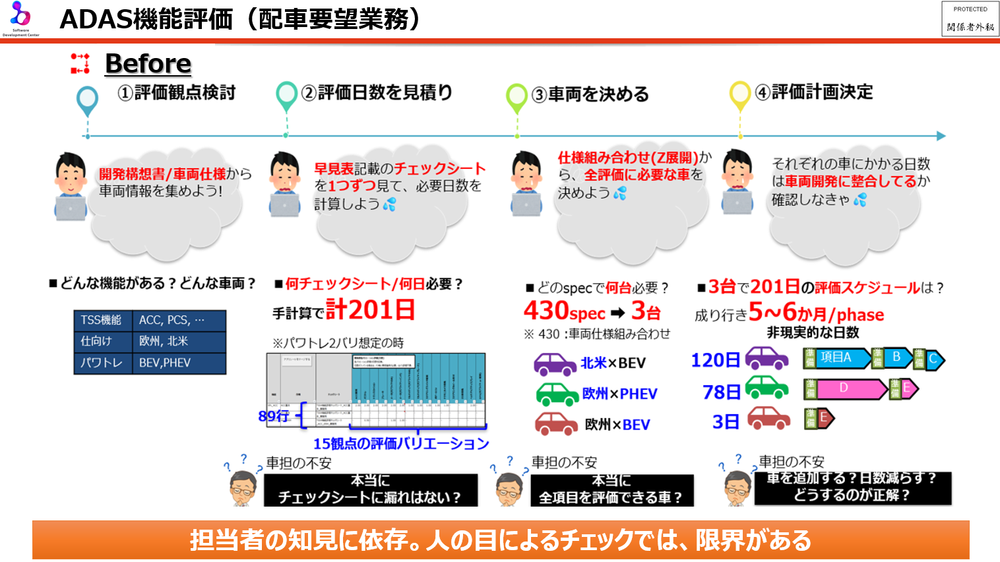 Software
Development Center
ADAS機能評価（配車要望業務）
PROTECTED
関係者外秘
Before
①評価観点検討
②評価日数を見積り
③車両を決める
④評価計画決定
開発構想書/車両仕様から
車両情報を集めよう!
早見表記載のチェックシート
を1つずつ見て、必要日数を
計算しよう💦
仕様組み合わせ(Z展開)か
ら、全評価に必要な車を
決めよう💦
それぞれの車にかかる日数
は車両開発に整合してるか
確認しなきゃ💦
■どんな機能がある？どんな車両？
TSS機能 ACC, PCS, …
仕向け 欧州, 北米
パワトレ BEV,PHEV
■何チェックシート/何日必要？
手計算で計201日
※パワトレ2バリ想定の時
89行
15観点の評価バリエーション
■どのspecで何台必要？
430spec ➡ 3台
※ 430 :車両仕様組み合わせ
北米×BEV
欧州×PHEV
欧州×BEV
■3台で201日の評価スケジュールは？
成り行き5~6か月/phase
非現実的な日数
120日 準備 項目A 準備 B 準備 C
78日 準備 D 準備 E
3日 準備 E
? ? ?
車担の不安
本当に
チェックシートに漏れはない？
? ? ?
車担の不安
本当に
全項目を評価できる車？
? ? ?
車担の不安
車を追加する？日数減らす？
どうするのが正解？
担当者の知見に依存。人の目によるチェックでは、限界がある